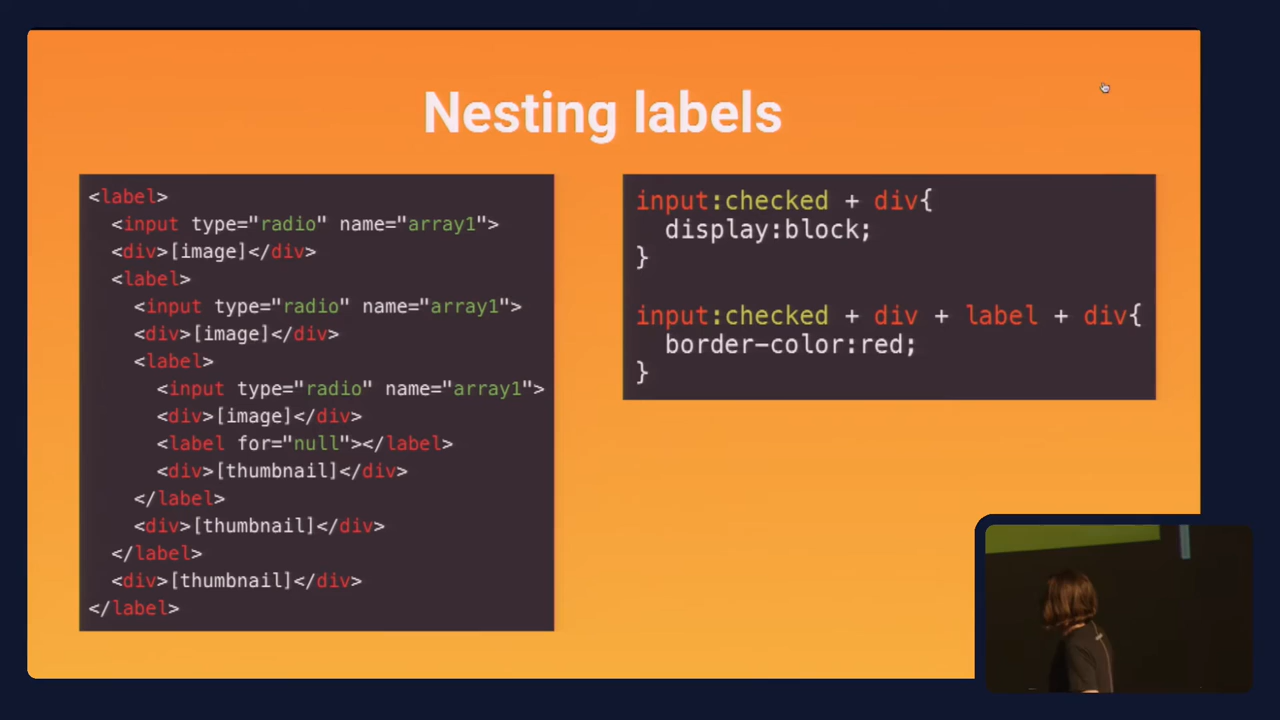 Nesting labels
<label>
<input type="radio" name="array1">
<div>[image]</div>
<label>
<input type="radio" name="array1">
<div>[image]</div>
<label>
<input type="radio" name="array1">
<div>[image]</div>
<label for="null"></label>
<div>[thumbnail]</div>
</label>
<div>[thumbnail]</div>
</label>
<div>[thumbnail]</div>
</label>
input:checked + div{
display:block;
}
input:checked + div + label + div{
border-color:red;
}